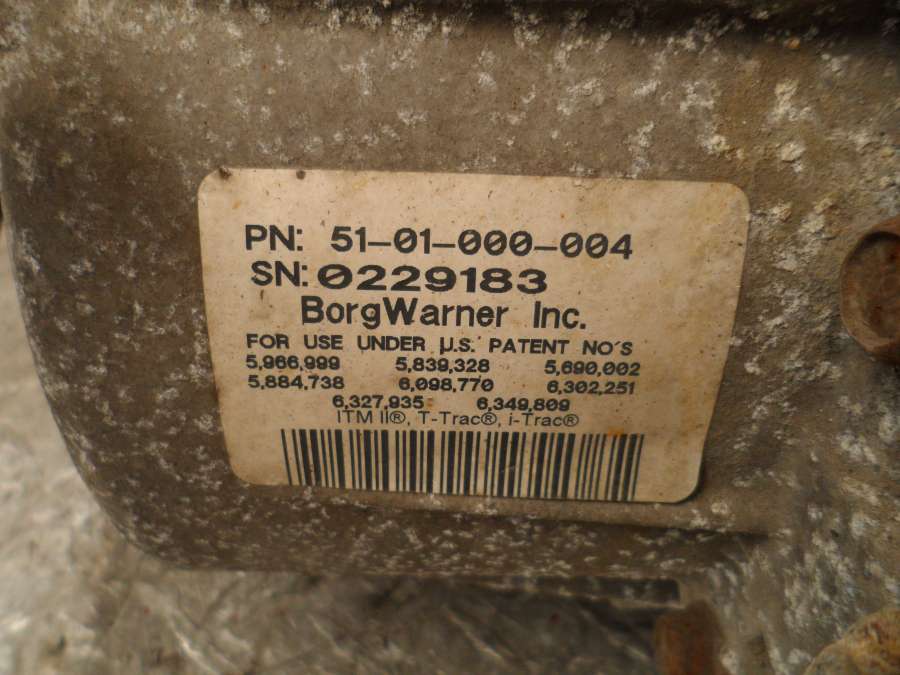 PN: 51-01-000-004
SN: 0229183
BorgWarner Inc.
FOR USE UNDER U.S. PATENT NO'S
5,966,999 5,839,328 5,690,002
5,884,738 6,098,770 6,302,251
6,327,935 6,349,809
ITM II®, T-Trac®, i-Trac®